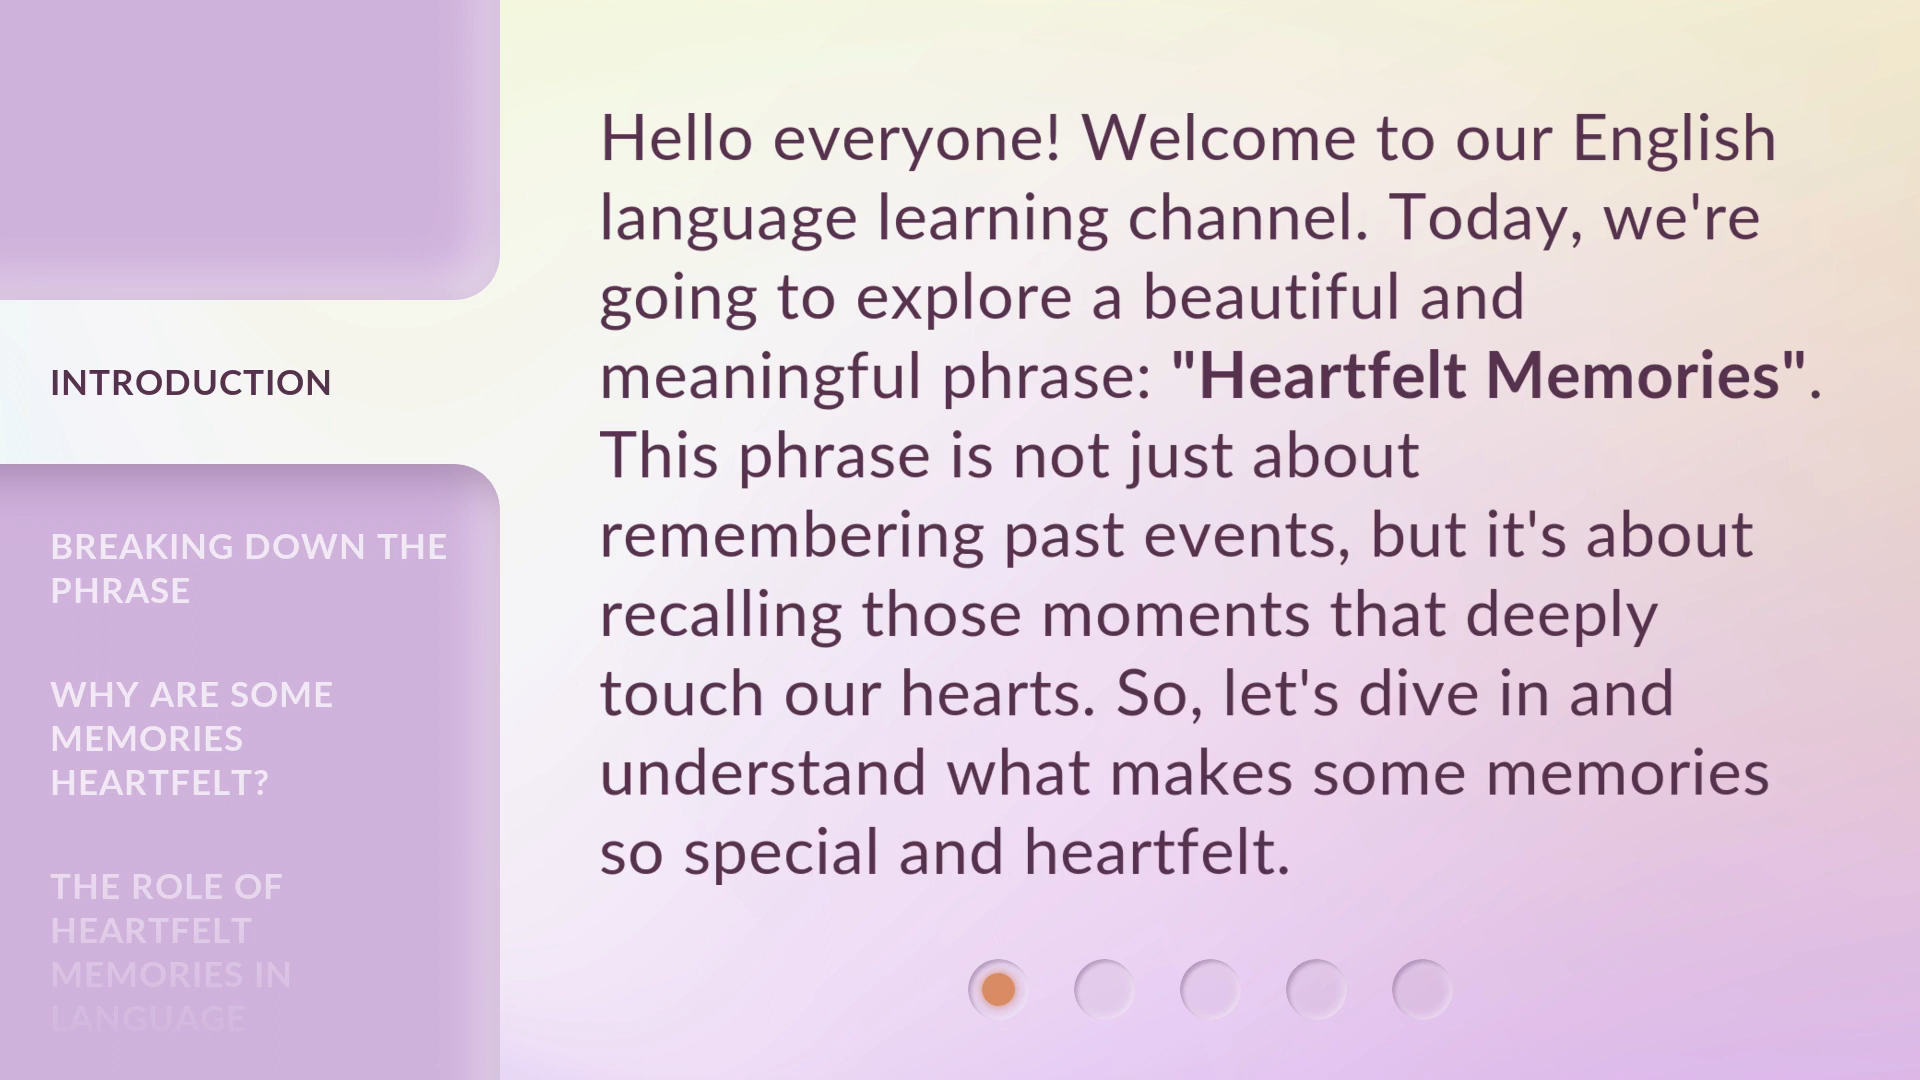 INTRODUCTION
BREAKING DOWN THE
PHRASE
WHY ARE SOME
MEMORIES
HEARTFELT?
THE ROLE OF
HEARTFELT
MEMORIES IN
LANGUAGE
Hello everyone! Welcome to our English
language learning channel. Today, we're
going to explore a beautiful and
meaningful phrase: "Heartfelt Memories".
This phrase is not just about
remembering past events, but it's about
recalling those moments that deeply
touch our hearts. So, let's dive in and
understand what makes some memories
so special and heartfelt.